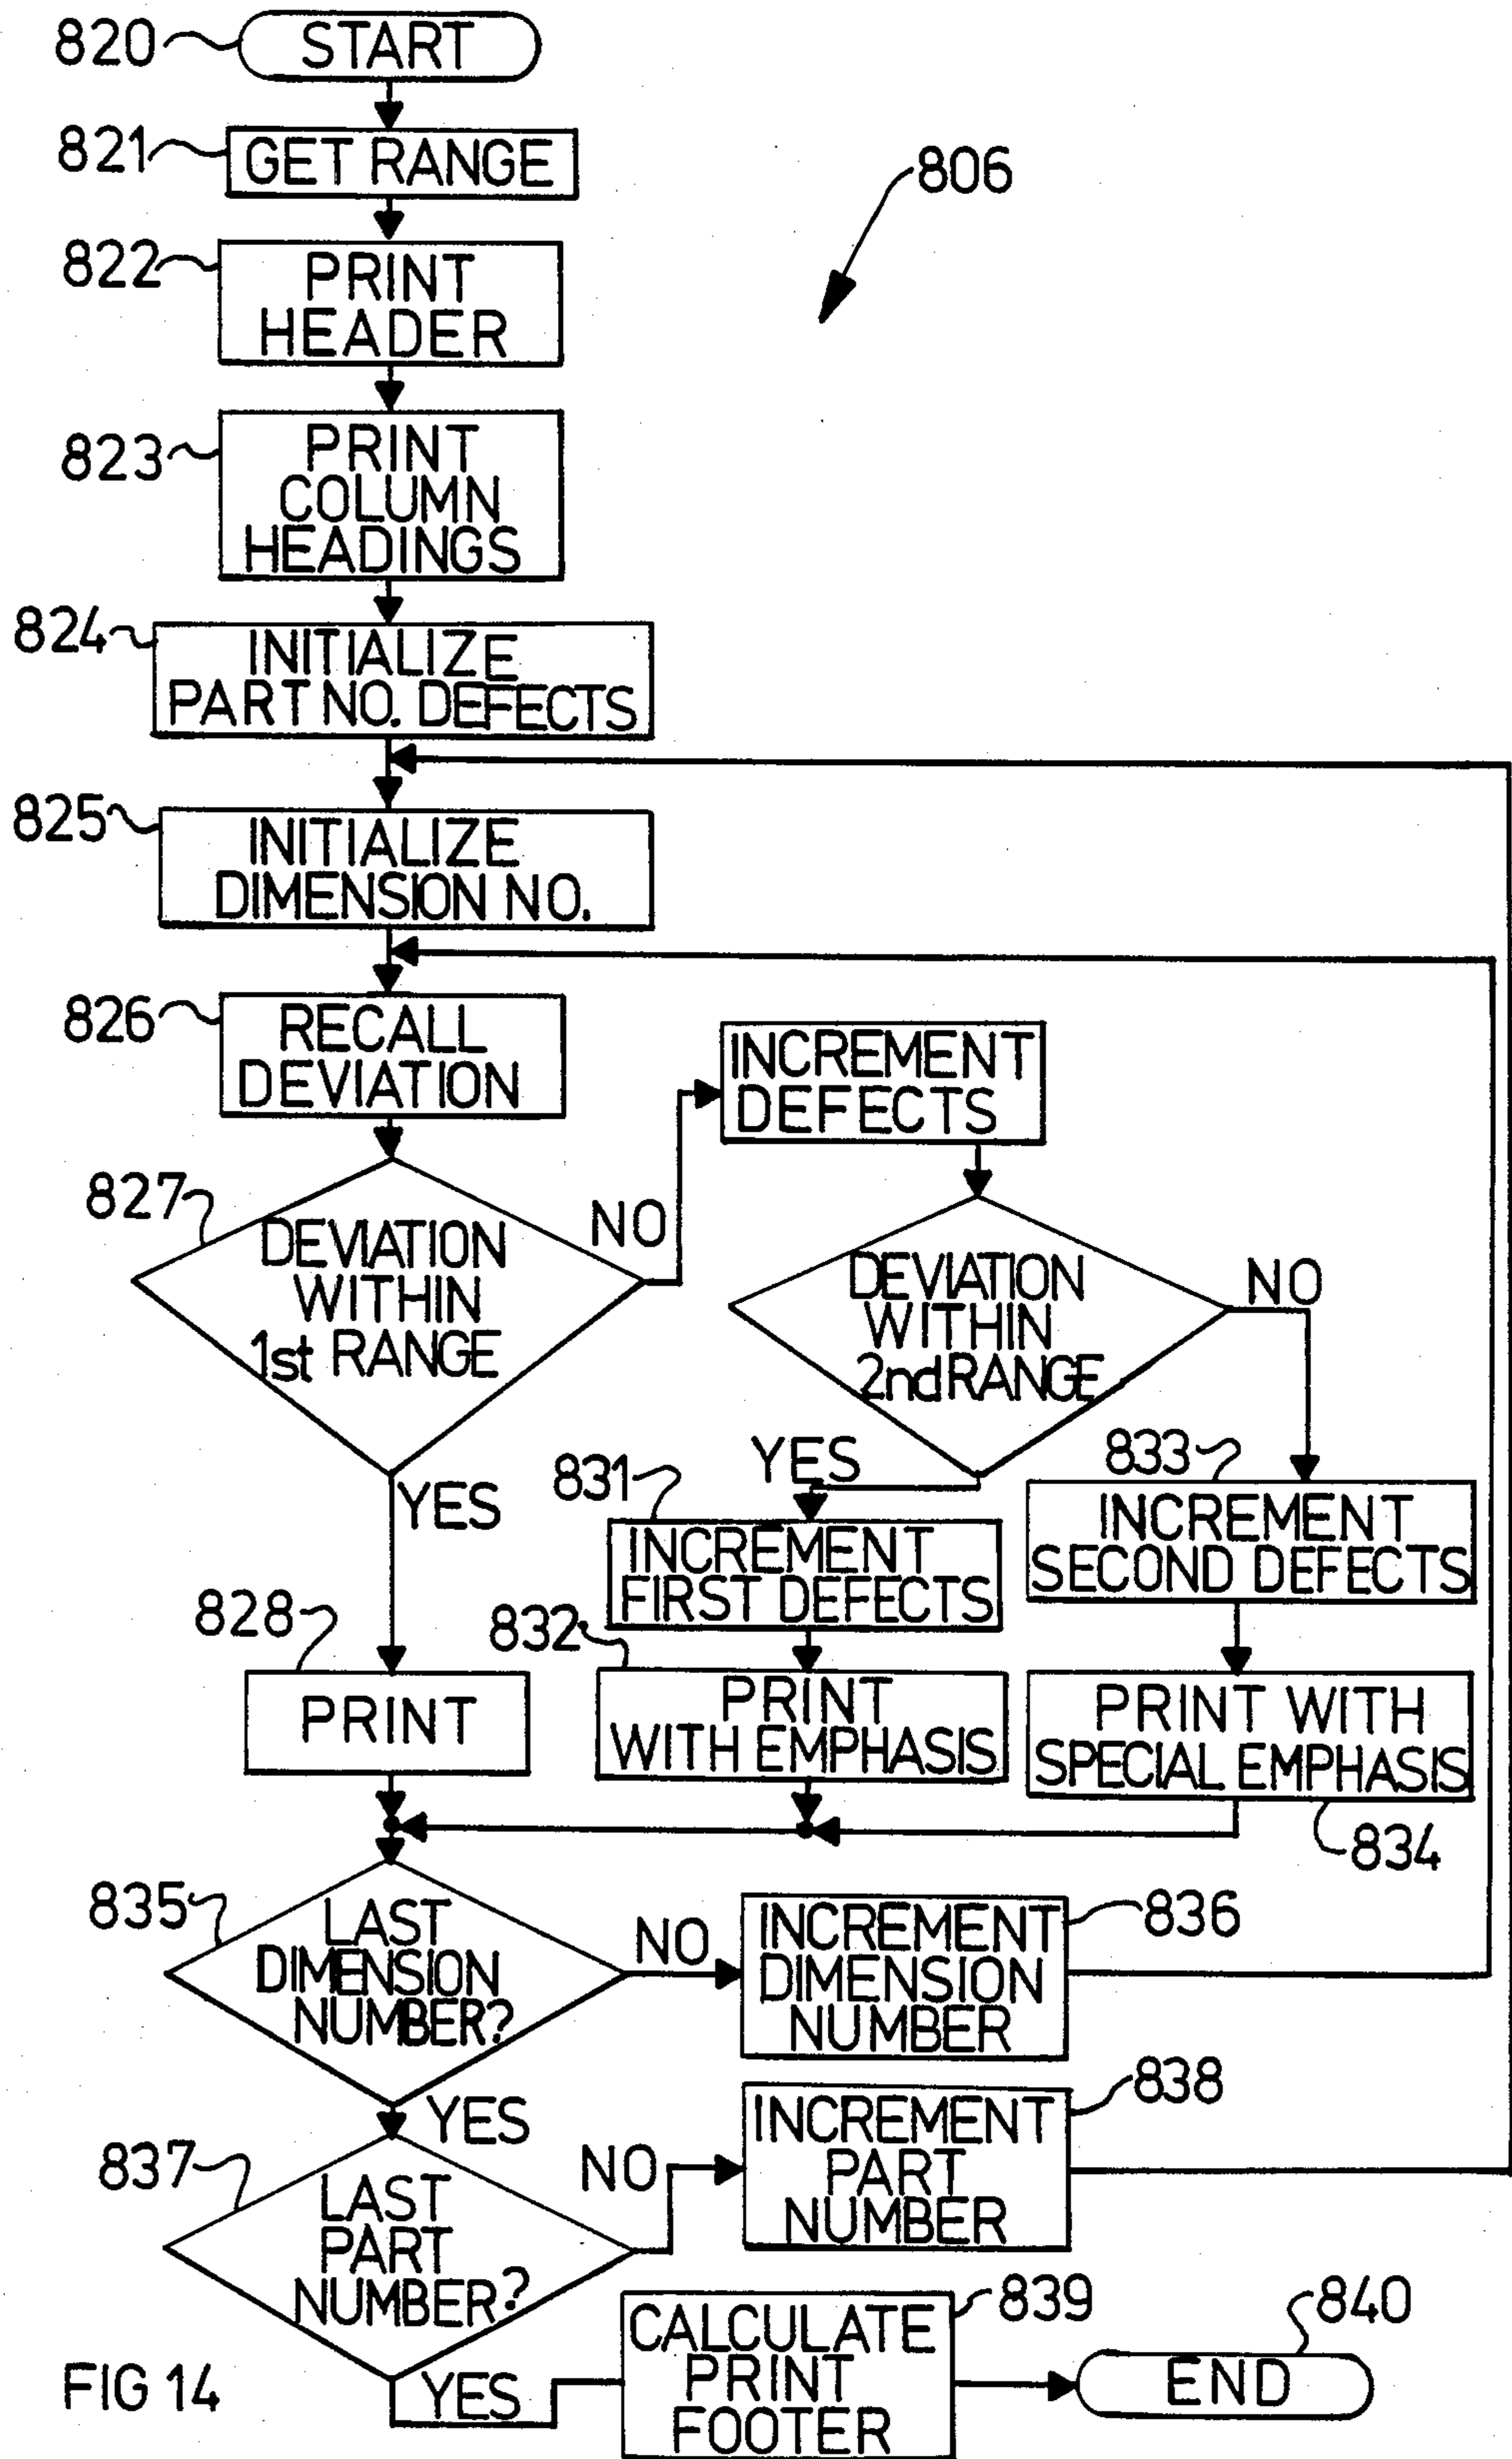 820
START
821
GET RANGE
806
822
PRINT
HEADER
823
PRINT
COLUMN
HEADINGS
824
INITIALIZE
PART NO. DEFECTS
825
INITIALIZE
DIMENSION NO.
826
RECALL
DEVIATION
INCREMENT
DEFECTS
827
DEVIATION
WITHIN
1st RANGE
NO
DEVIATION
WITHIN
2nd RANGE
NO
YES
YES
831
INCREMENT
FIRST DEFECTS
833
INCREMENT
SECOND DEFECTS
828
PRINT
832
PRINT
WITH EMPHASIS
PRINT WITH
SPECIAL EMPHASIS
834
835
LAST
DIMENSION
NUMBER?
NO
INCREMENT
DIMENSION
NUMBER
836
YES
837
LAST
PART
NUMBER?
NO
INCREMENT
PART
NUMBER
838
YES
CALCULATE
PRINT
FOOTER
839
END
840
FIG 14